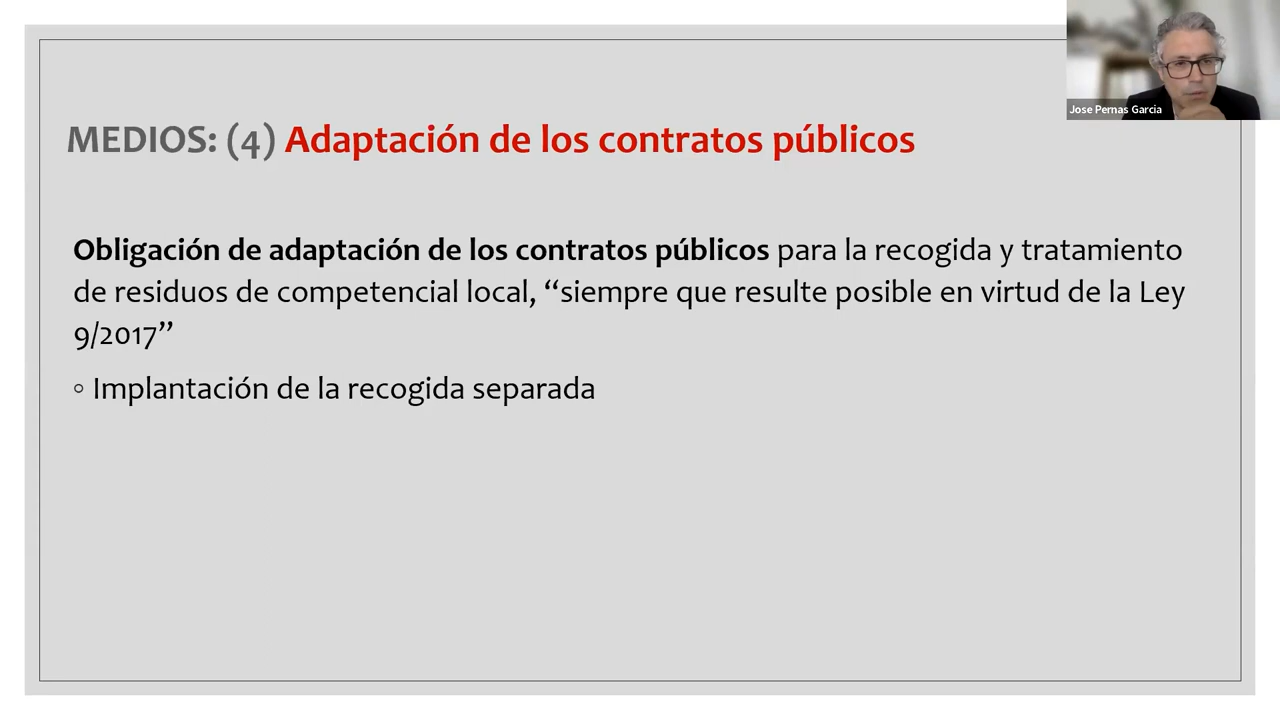 Jose Pernas Garcia
MEDIOS: (4) Adaptación de los contratos públicos
Obligación de adaptación de los contratos públicos para la recogida y tratamiento
de residuos de competencial local, “siempre que resulte posible en virtud de la Ley
9/2017”
◦ Implantación de la recogida separada